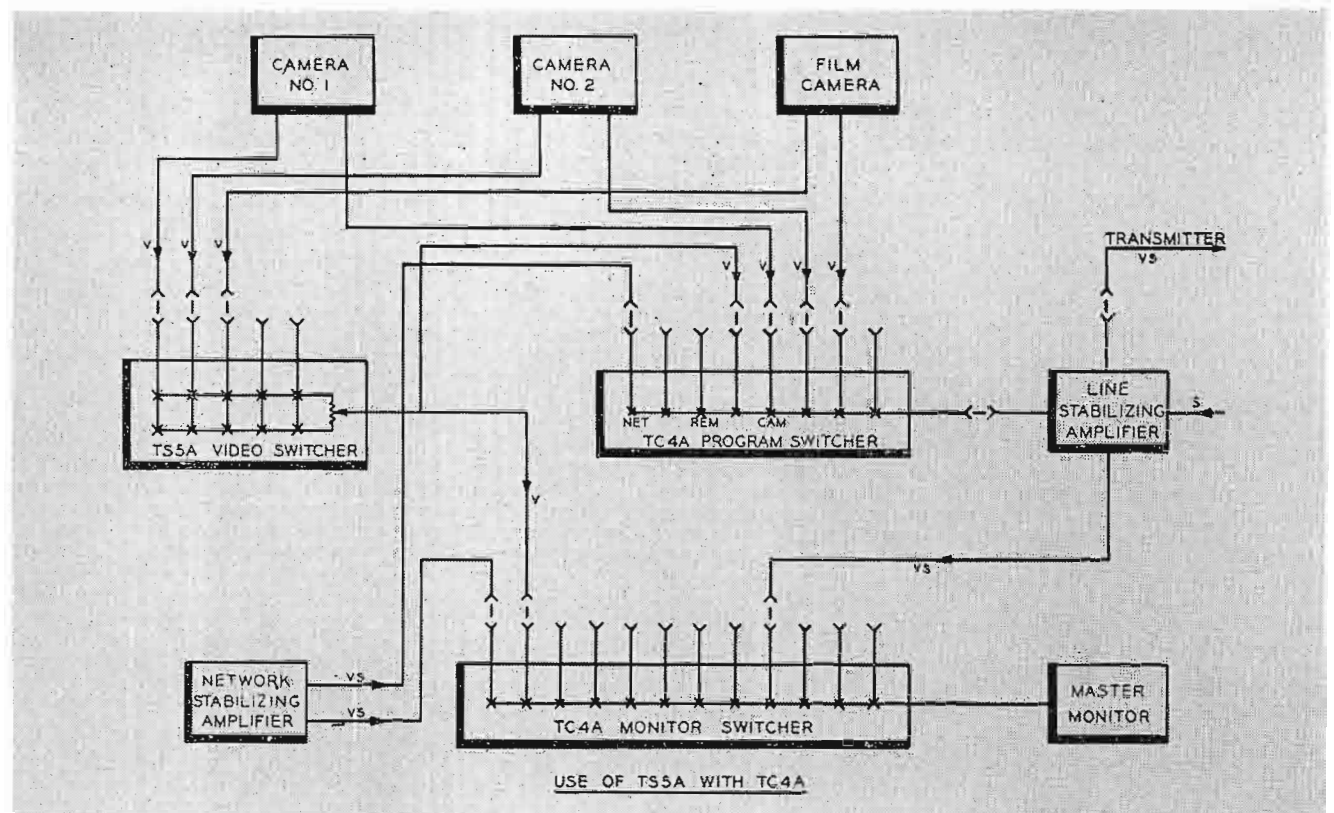 CAMERA
NO. 1
CAMERA
NO. 2
FILM
CAMERA
V
V
V
V
V
V
V
TRANSMITTER
VS
NET
REM
CAM
TC4A PROGRAM SWITCHER
LINE
STABILIZING
AMPLIFIER
S
TS5A VIDEO SWITCHER
V
VS
NETWORK
STABILIZING
AMPLIFIER
VS
VS
TC4A MONITOR SWITCHER
MASTER
MONITOR
USE OF TS5A WITH TC4A